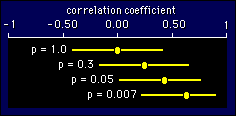 correlation coefficient
-1 -0.50 0.00 0.50 1
p = 1.0
p = 0.3
p = 0.05
p = 0.007